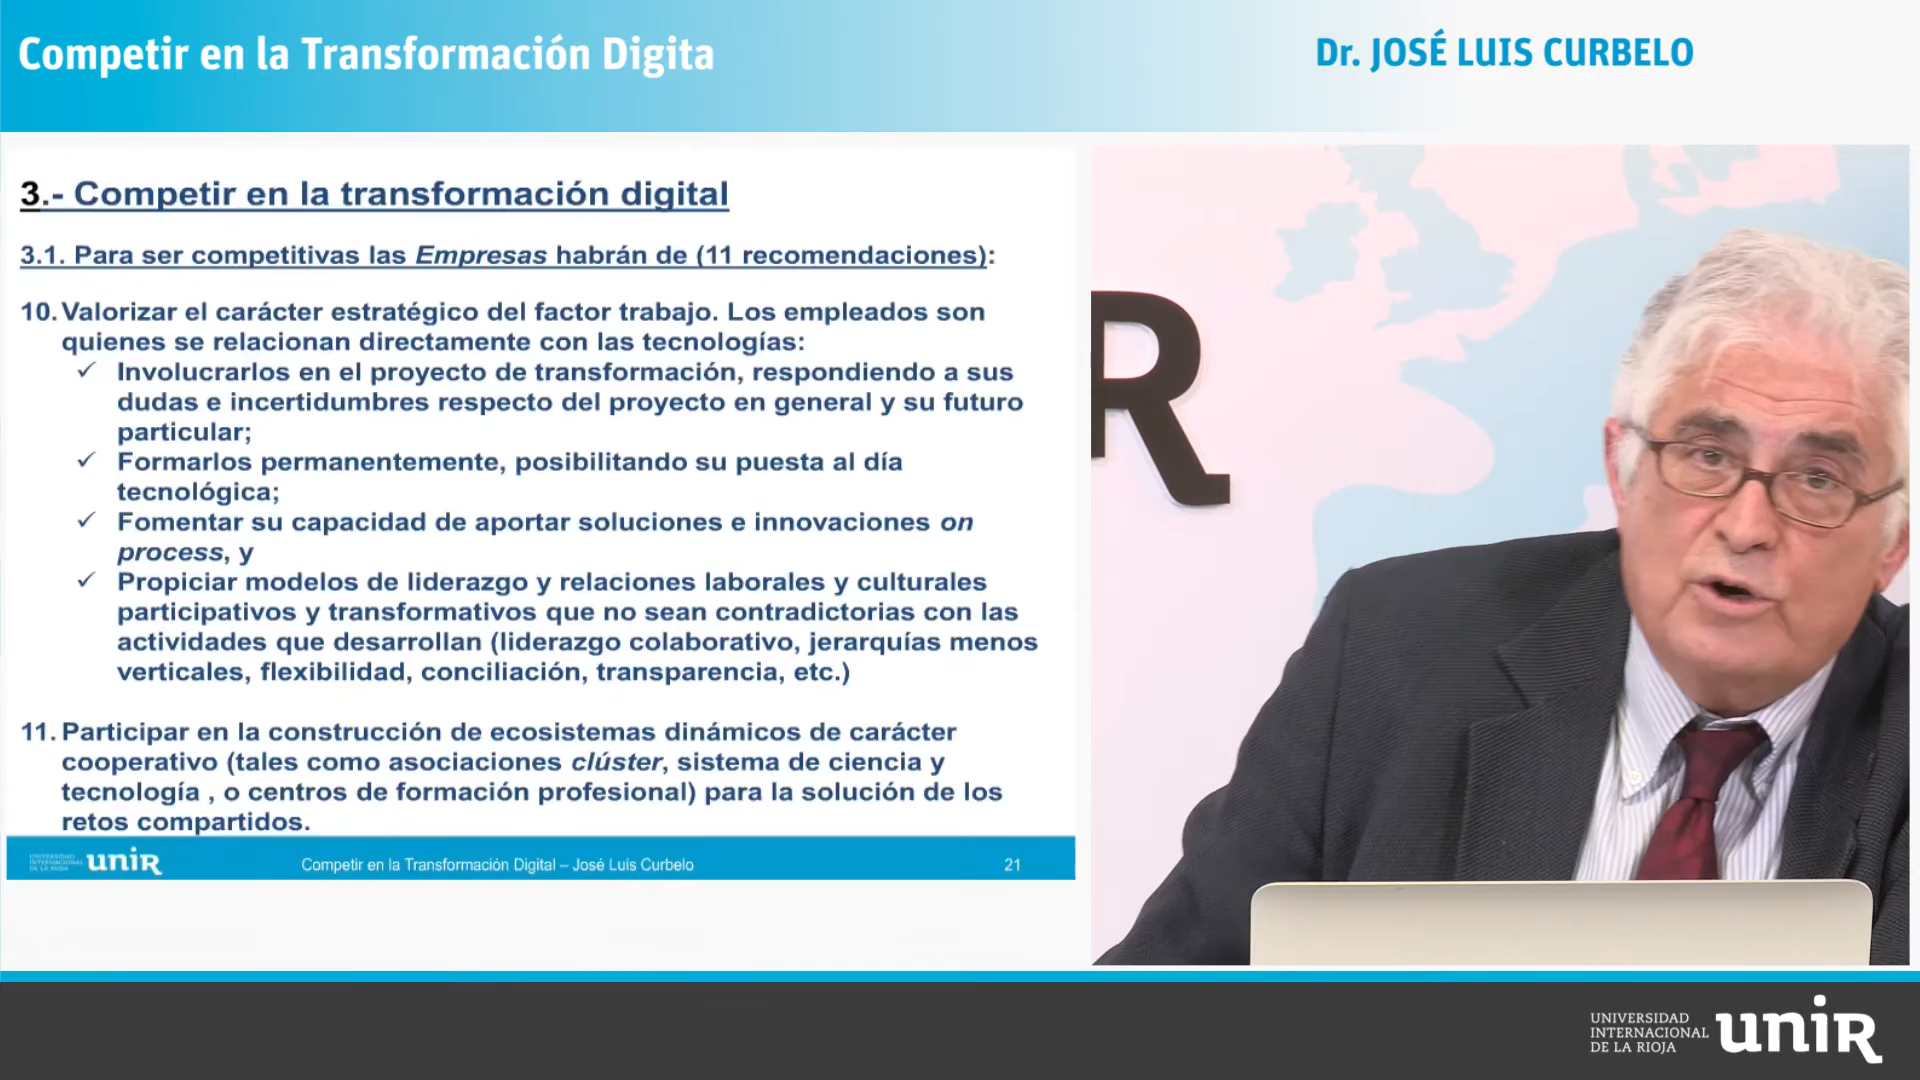 Competir en la Transformación Digita
Dr. JOSÉ LUIS CURBELO
3.- Competir en la transformación digital
3.1. Para ser competitivas las Empresas habrán de (11 recomendaciones):
10. Valorizar el carácter estratégico del factor trabajo. Los empleados son
quienes se relacionan directamente con las tecnologías:
✓ Involucrarlos en el proyecto de transformación, respondiendo a sus
dudas e incertidumbres respecto del proyecto en general y su futuro
particular;
✓ Formarlos permanentemente, posibilitando su puesta al día
tecnológica;
✓ Fomentar su capacidad de aportar soluciones e innovaciones on
process, y
✓ Propiciar modelos de liderazgo y relaciones laborales y culturales
participativos y transformativos que no sean contradictorias con las
actividades que desarrollan (liderazgo colaborativo, jerarquías menos
verticales, flexibilidad, conciliación, transparencia, etc.)
11. Participar en la construcción de ecosistemas dinámicos de carácter
cooperativo (tales como asociaciones clúster, sistema de ciencia y
tecnología , o centros de formación profesional) para la solución de los
retos compartidos.
UNIVERSIDAD
INTERNACIONAL
DE LA RIOJA
uniR
Competir en la Transformación Digital – José Luis Curbelo
21
R
UNIVERSIDAD
INTERNACIONAL
DE LA RIOJA
uniR